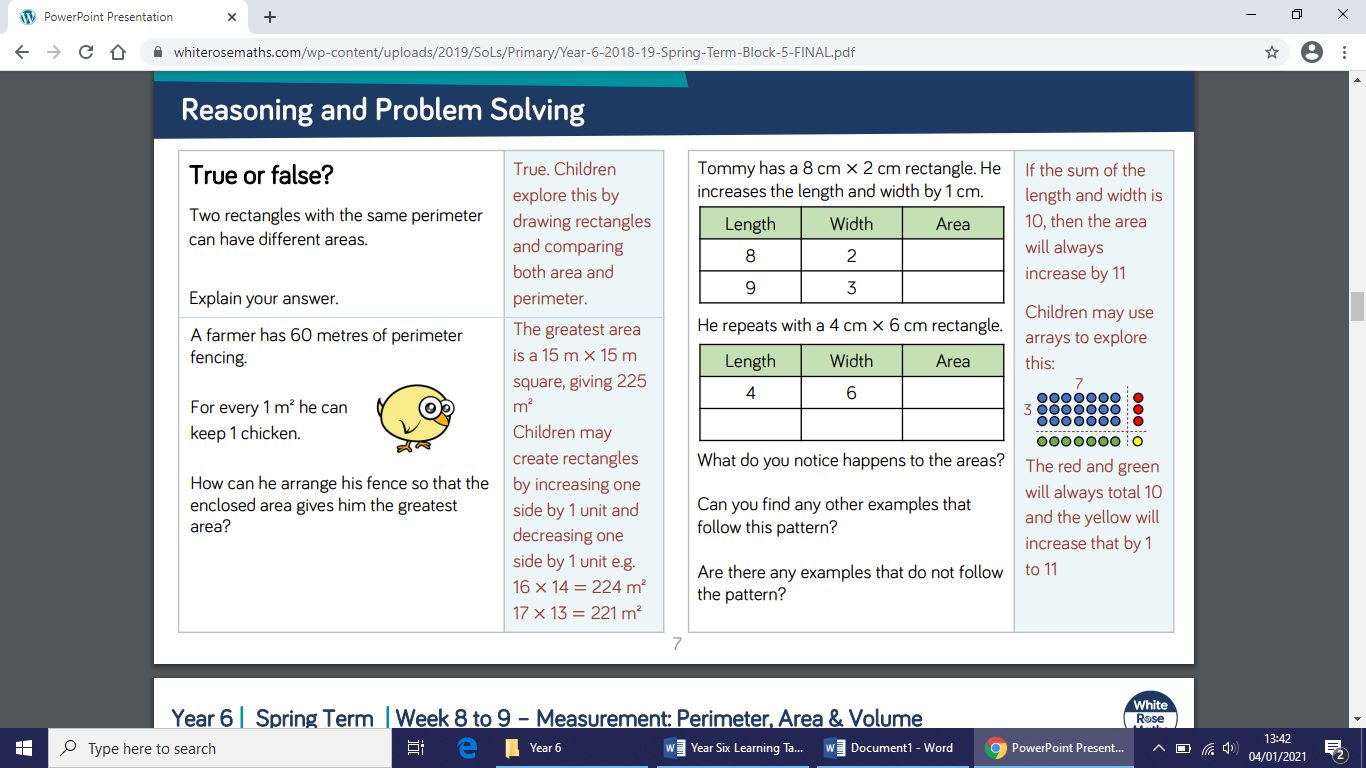 PowerPoint Presentation
whiterosemaths.com/wp-content/uploads/2019/SoLs/Primary/Year-6-2018-19-Spring-Term-Block-5-FINAL.pdf
Reasoning and Problem Solving
True or false?
Two rectangles with the same perimeter
can have different areas.
Explain your answer.
True. Children
explore this by
drawing rectangles
and comparing
both area and
perimeter.
A farmer has 60 metres of perimeter
fencing.
For every 1 m² he can
keep 1 chicken.
How can he arrange his fence so that the
enclosed area gives him the greatest
area?
The greatest area
is a 15 m × 15 m
square, giving 225
m²
Children may
create rectangles
by increasing one
side by 1 unit and
decreasing one
side by 1 unit e.g.
16 × 14 = 224 m²
17 × 13 = 221 m²
Tommy has a 8 cm × 2 cm rectangle. He
increases the length and width by 1 cm.
Length Width Area
8 2
9 3
He repeats with a 4 cm × 6 cm rectangle.
Length Width Area
4 6
What do you notice happens to the areas?
Can you find any other examples that
follow this pattern?
Are there any examples that do not follow
the pattern?
If the sum of the
length and width is
10, then the area
will always
increase by 11
Children may use
arrays to explore
this:
7
3
The red and green
will always total 10
and the yellow will
increase that by 1
to 11
7
Year 6 | Spring Term | Week 8 to 9 – Measurement: Perimeter, Area & Volume
White
Rose
Type here to search
Year 6
Year Six Learning Ta...
Document1 - Word
PowerPoint Present...
13:42
04/01/2021
2